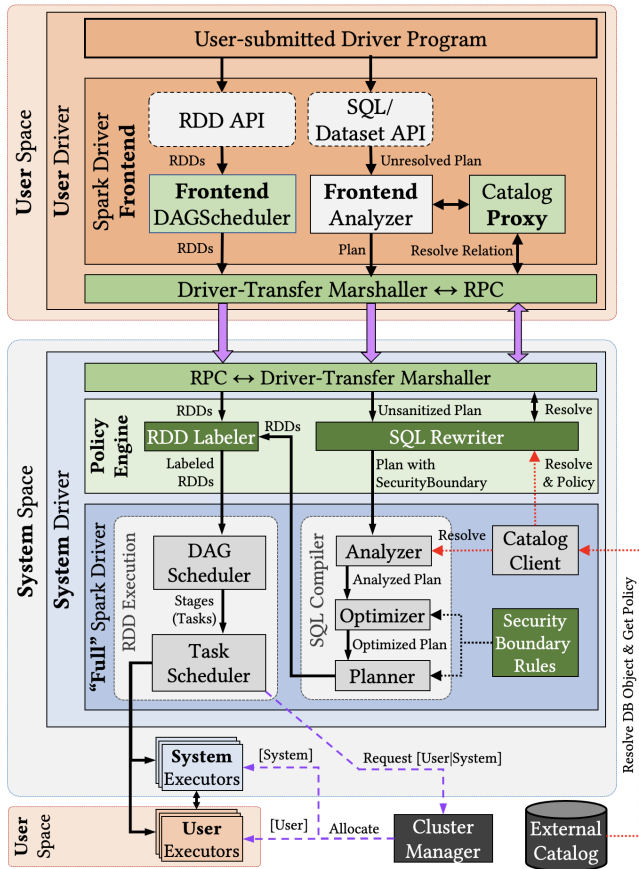 User-submitted Driver Program
User Space
User Driver
Spark Driver
Frontend
RDD API
SQL/
Dataset API
RDDs
Unresolved Plan
Frontend
DAGScheduler
Frontend
Analyzer
Catalog
Proxy
RDDs
Plan
Resolve Relation
Driver-Transfer Marshaller ↔ RPC
System Space
System Driver
RPC ↔ Driver-Transfer Marshaller
Policy
Engine
RDDs
Unsanitized Plan
Resolve
RDD Labeler
RDDs
SQL Rewriter
Labeled
RDDs
Plan with
SecurityBoundary
Resolve
& Policy
"Full" Spark Driver
RDD Execution
SQL Compiler
DAG
Scheduler
Analyzer
Resolve
Catalog
Client
Stages
(Tasks)
Analyzed Plan
Optimizer
Optimized Plan
Task
Scheduler
Planner
Security
Boundary
Rules
Resolve DB Object & Get Policy
System
Executors
[System]
Request [User|System]
User
Space
User
Executors
[User]
Allocate
Cluster
Manager
External
Catalog